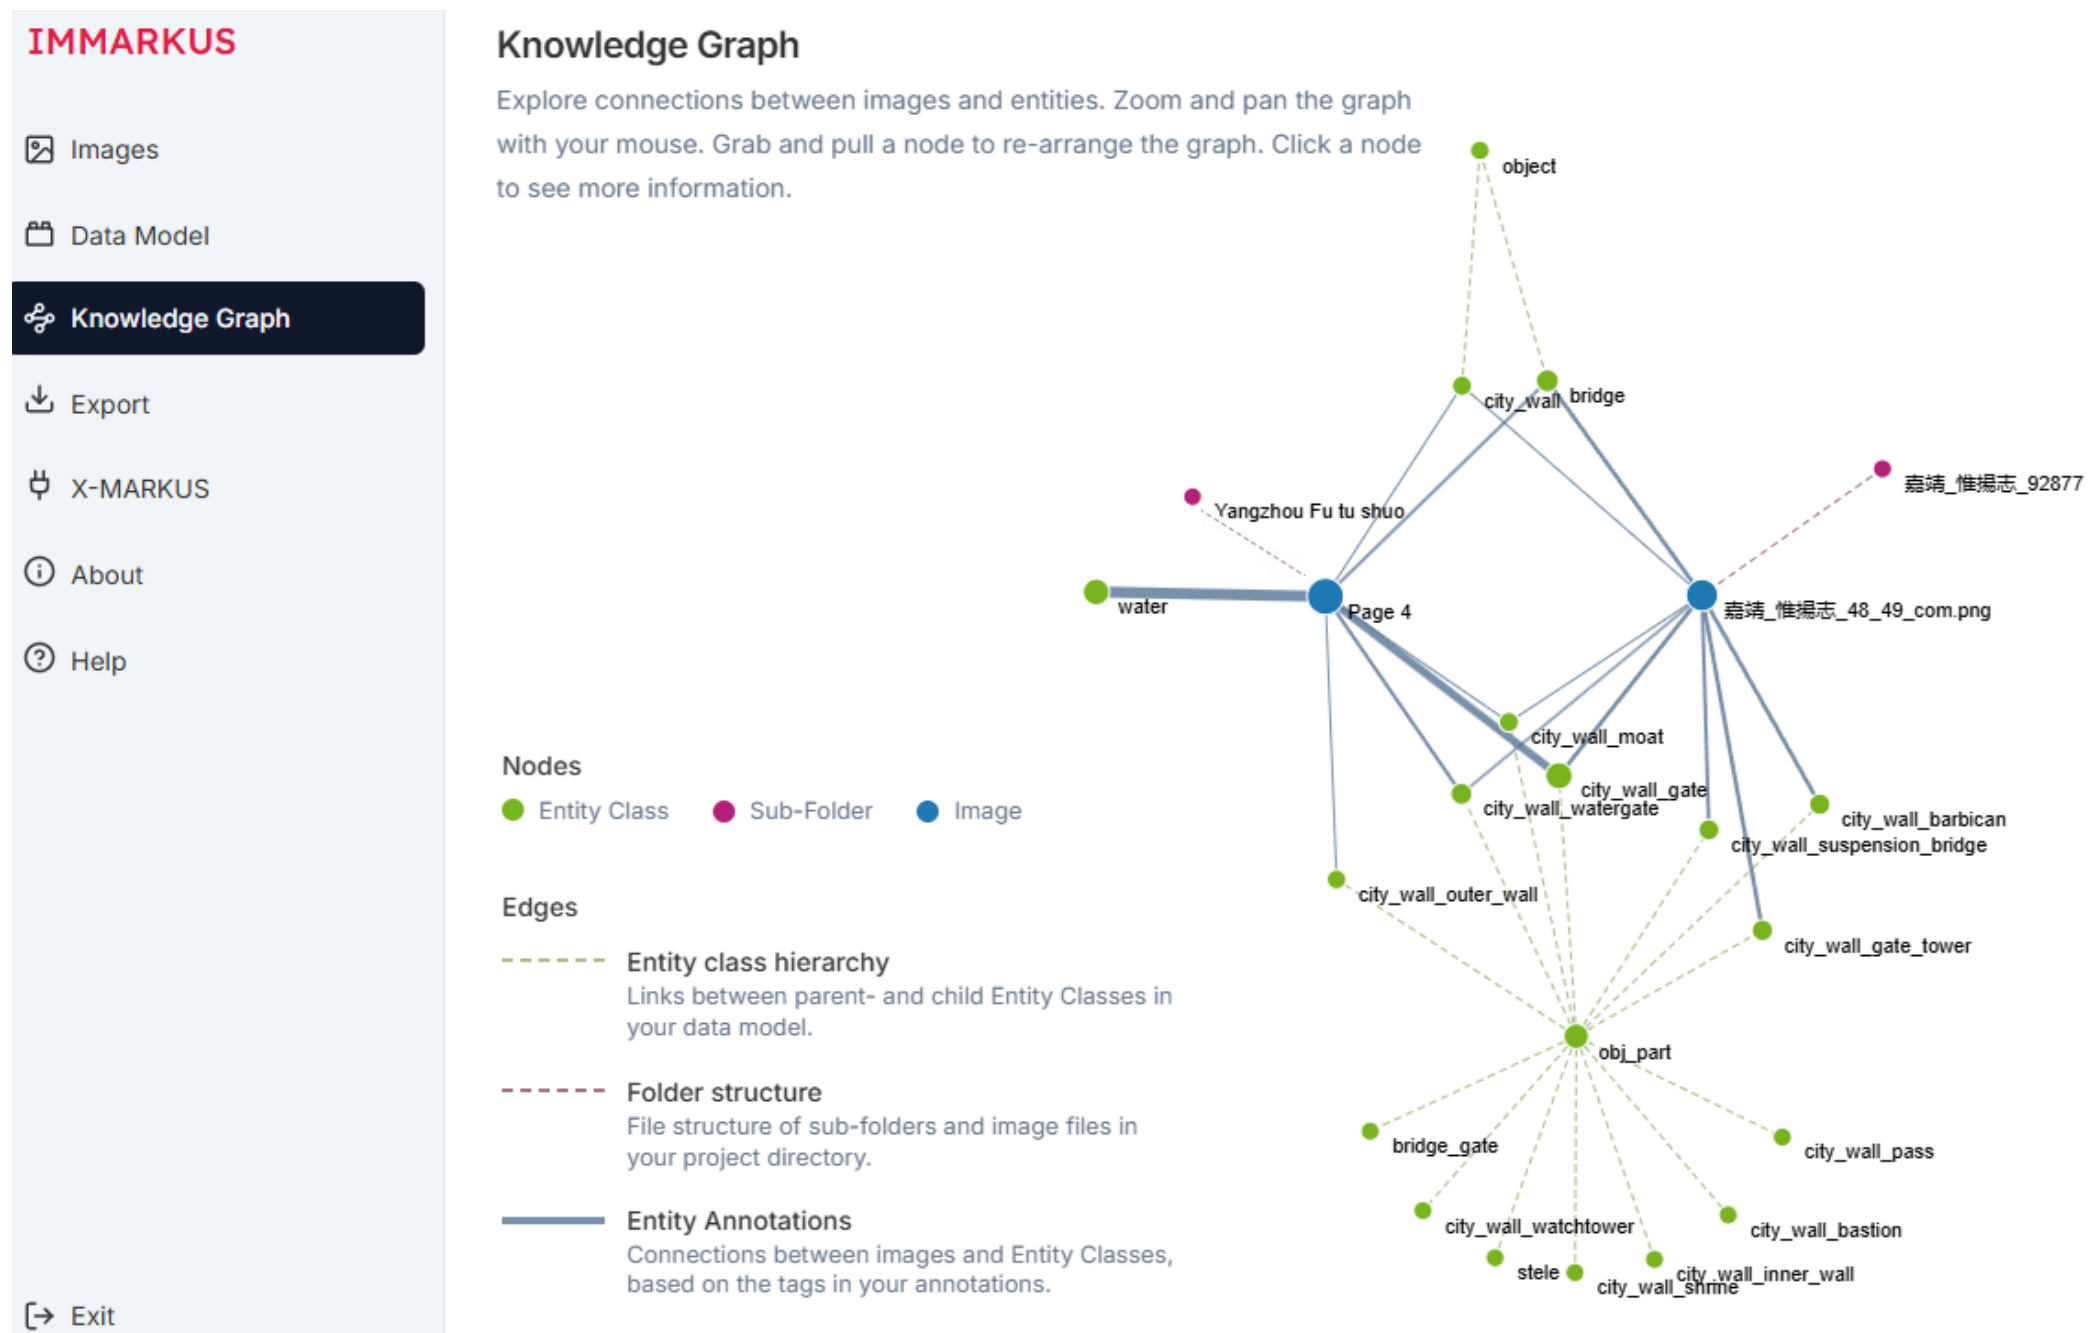 IMMARKUS
Images
Data Model
Knowledge Graph
Export
X-MARKUS
About
Help
Exit
Knowledge Graph
Explore connections between images and entities. Zoom and pan the graph
with your mouse. Grab and pull a node to re-arrange the graph. Click a node
to see more information.
object
city_wall
bridge
嘉靖_惟揚志_92877
Yangzhou Fu tu shuo
water
Page 4
嘉靖_惟揚志_48_49_com.png
city_wall_moat
city_wall_gate
city_wall_watergate
city_wall_barbican
city_wall_suspension_bridge
city_wall_outer_wall
city_wall_gate_tower
obj_part
bridge_gate
city_wall_pass
city_wall_watchtower
city_wall_bastion
stele
city_wall_inner_wall
city_wall_shrine
Nodes
Entity Class
Sub-Folder
Image
Edges
Entity class hierarchy
Links between parent- and child Entity Classes in
your data model.
Folder structure
File structure of sub-folders and image files in
your project directory.
Entity Annotations
Connections between images and Entity Classes,
based on the tags in your annotations.